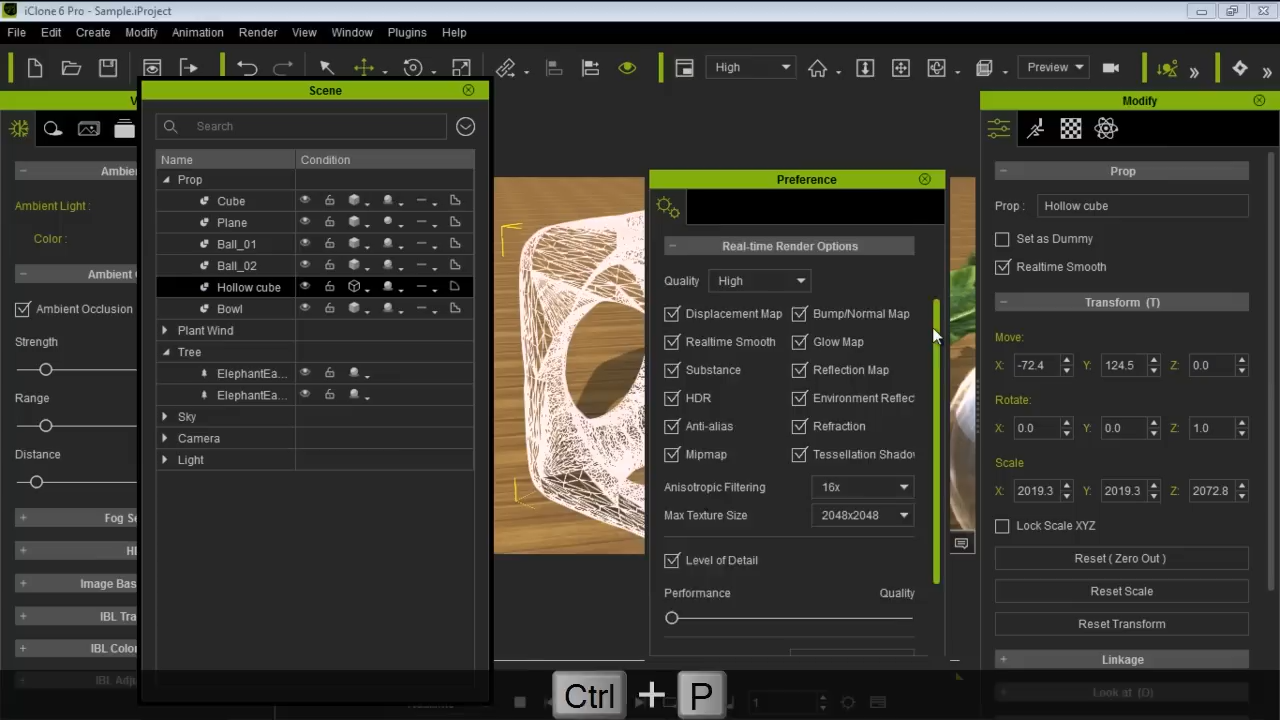 iClone 6 Pro - Sample.iProject
File Edit Create Modify Animation Render View Window Plugins Help
High
Preview
Scene
Search
Name Condition
Prop
Cube
Plane
Ball_01
Ball_02
Hollow cube
Bowl
Plant Wind
Tree
ElephantEa...
ElephantEa...
Sky
Camera
Light
Ambient Light :
Color :
Ambient Occlusion
Strength
Range
Distance
Preference
Real-time Render Options
Quality High
Displacement Map Bump/Normal Map
Realtime Smooth Glow Map
Substance Reflection Map
HDR Environment Reflec
Anti-alias Refraction
Mipmap Tessellation Shado
Anisotropic Filtering 16x
Max Texture Size 2048x2048
Level of Detail
Performance Quality
Modify
Prop
Prop : Hollow cube
Set as Dummy
Realtime Smooth
Transform (T)
Move:
X: -72.4 Y: 124.5 Z: 0.0
Rotate:
X: 0.0 Y: 0.0 Z: 1.0
Scale
X: 2019.3 Y: 2019.3 Z: 2072.8
Lock Scale XYZ
Reset ( Zero Out )
Reset Scale
Reset Transform
Linkage
Look at (O)
Ctrl + P
1